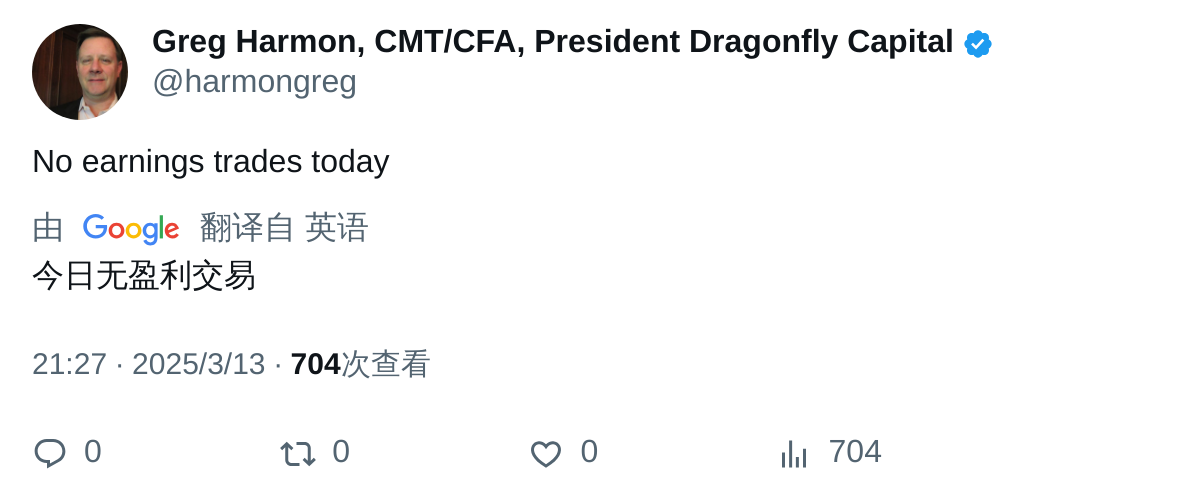 Greg Harmon, CMT/CFA, President Dragonfly Capital
@harmongreg
No earnings trades today
由 Google 翻译自 英语
今日无盈利交易
21:27 · 2025/3/13 · 704次查看
0 0 0 704